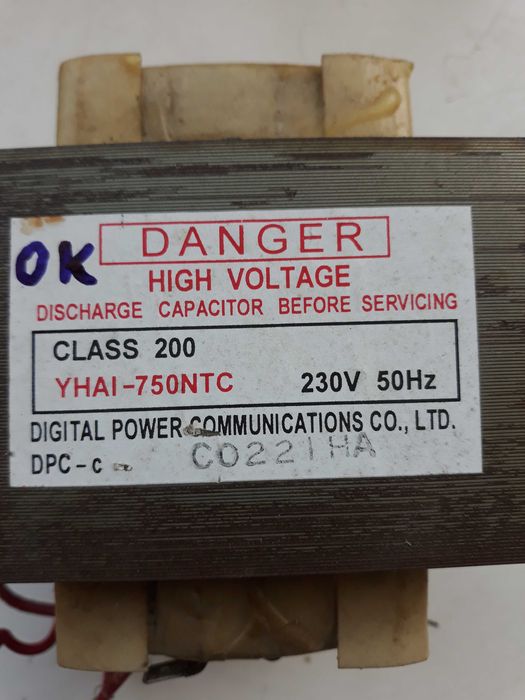 OK
DANGER
HIGH VOLTAGE
DISCHARGE CAPACITOR BEFORE SERVICING
CLASS 200
YHAI-750NTC 230V 50Hz
DIGITAL POWER COMMUNICATIONS CO., LTD.
DPC-c C0221HA